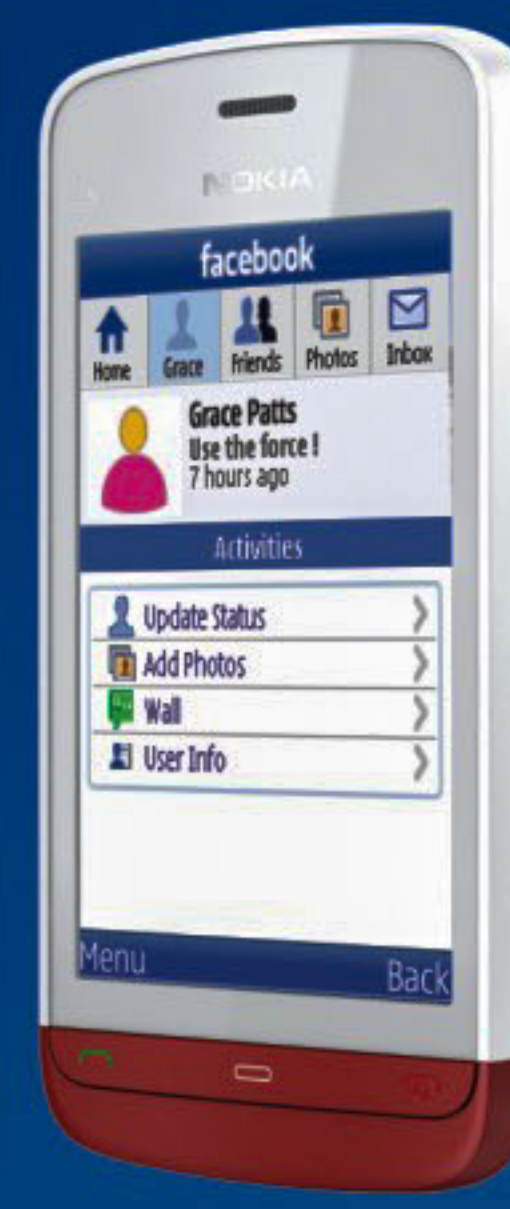 NOKIA
facebook
Home Grace Friends Photos Inbox
Grace Patts
Use the force !
7 hours ago
Activities
Update Status
Add Photos
Wall
User Info
Menu Back